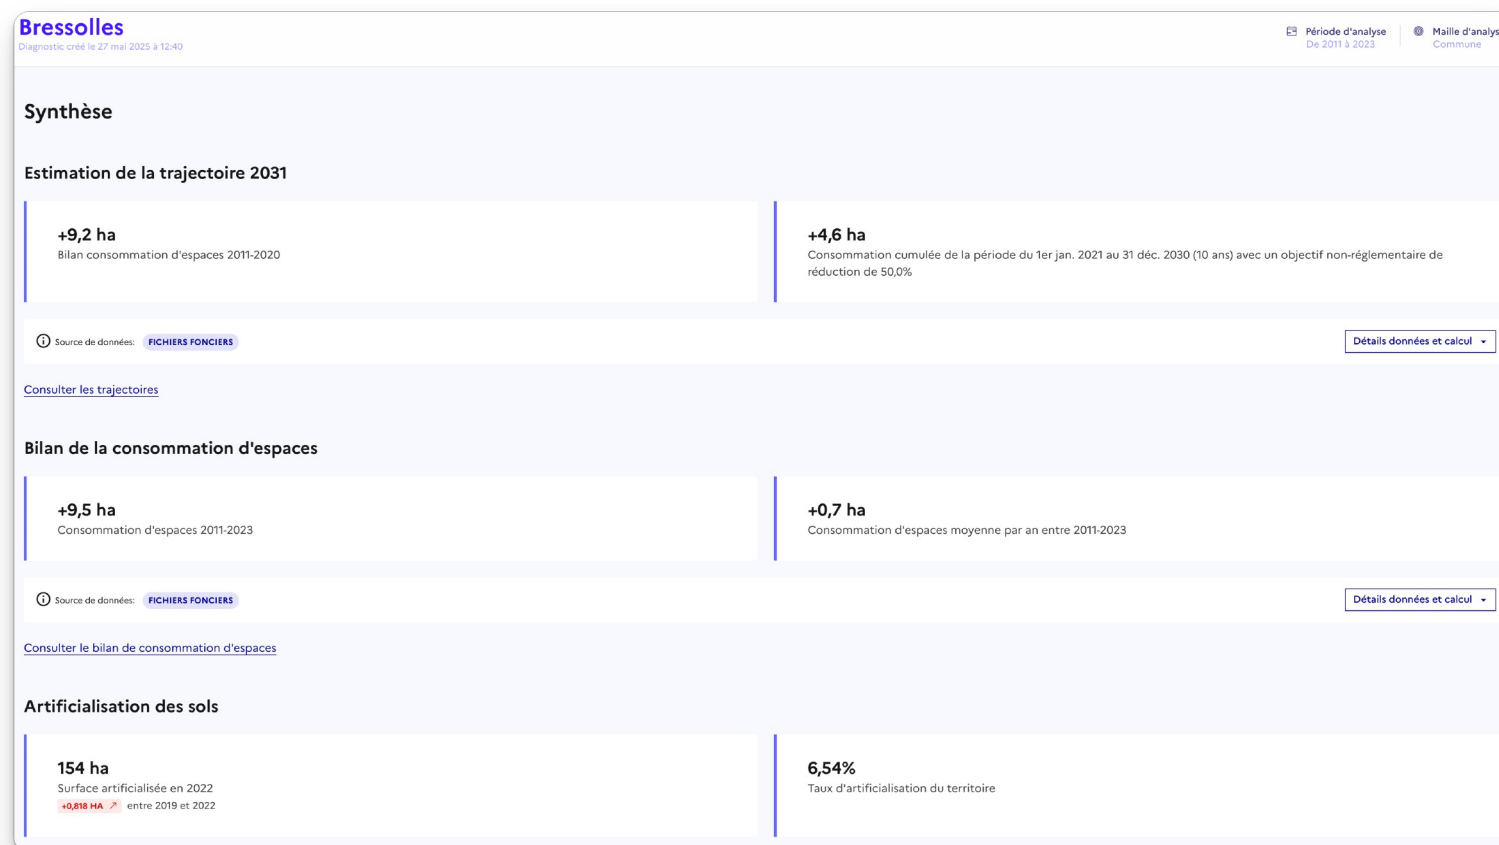 Bressolles
Diagnostic créé le 27 mai 2025 à 12:40
Période d'analyse
De 2011 à 2023
Maille d'analys
Commune
Synthèse
Estimation de la trajectoire 2031
+9,2 ha
Bilan consommation d'espaces 2011-2020
+4,6 ha
Consommation cumulée de la période du 1er jan. 2021 au 31 déc. 2030 (10 ans) avec un objectif non-réglementaire de
réduction de 50,0%
Source de données: FICHIERS FONCIERS
Détails données et calcul
Consulter les trajectoires
Bilan de la consommation d'espaces
+9,5 ha
Consommation d'espaces 2011-2023
+0,7 ha
Consommation d'espaces moyenne par an entre 2011-2023
Source de données: FICHIERS FONCIERS
Détails données et calcul
Consulter le bilan de consommation d'espaces
Artificialisation des sols
154 ha
Surface artificialisée en 2022
+0,818 HA ↗ entre 2019 et 2022
6,54%
Taux d'artificialisation du territoire